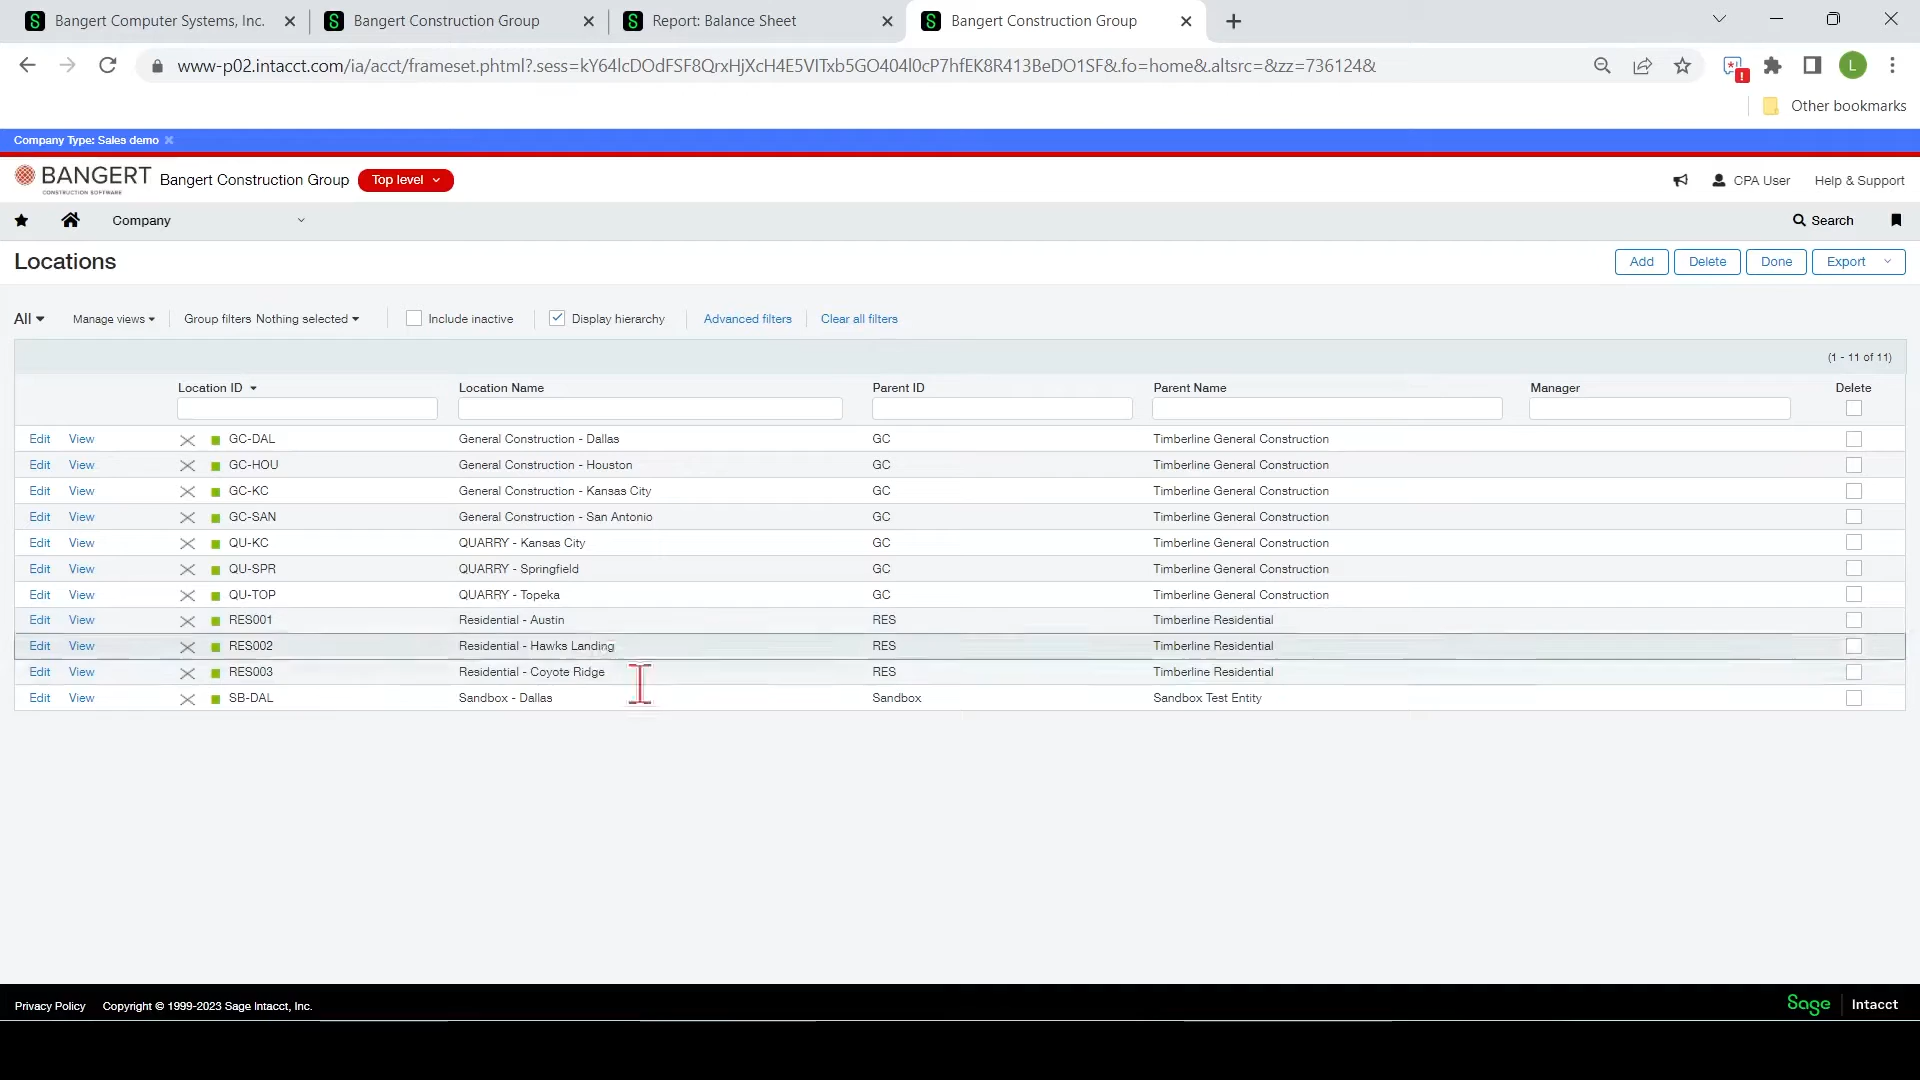 Bangert Computer Systems, Inc.
Bangert Construction Group
Report: Balance Sheet
Bangert Construction Group
www-p02.intacct.com/ia/acct/frameset.phtml?.sess=kY64lcDOdFSF8QrxHjXcH4E5VITxb5GO404l0cP7hfEK8R413BeDO1SF&.fo=home&.altsrc=&zz=736124&
L
Other bookmarks
Company Type: Sales demo
BANGERT
CONSTRUCTION SOFTWARE
Bangert Construction Group
Top level
CPA User
Help & Support
Company
Search
Locations
Add
Delete
Done
Export
All
Manage views
Group filters Nothing selected
Include inactive
Display hierarchy
Advanced filters
Clear all filters
(1 - 11 of 11)
Location ID Location Name Parent ID Parent Name Manager Delete
Edit View GC-DAL General Construction - Dallas GC Timberline General Construction
Edit View GC-HOU General Construction - Houston GC Timberline General Construction
Edit View GC-KC General Construction - Kansas City GC Timberline General Construction
Edit View GC-SAN General Construction - San Antonio GC Timberline General Construction
Edit View QU-KC QUARRY - Kansas City GC Timberline General Construction
Edit View QU-SPR QUARRY - Springfield GC Timberline General Construction
Edit View QU-TOP QUARRY - Topeka GC Timberline General Construction
Edit View RES001 Residential - Austin RES Timberline Residential
Edit View RES002 Residential - Hawks Landing RES Timberline Residential
Edit View RES003 Residential - Coyote Ridge RES Timberline Residential
Edit View SB-DAL Sandbox - Dallas Sandbox Sandbox Test Entity
Privacy Policy Copyright © 1999-2023 Sage Intacct, Inc.
Sage Intacct